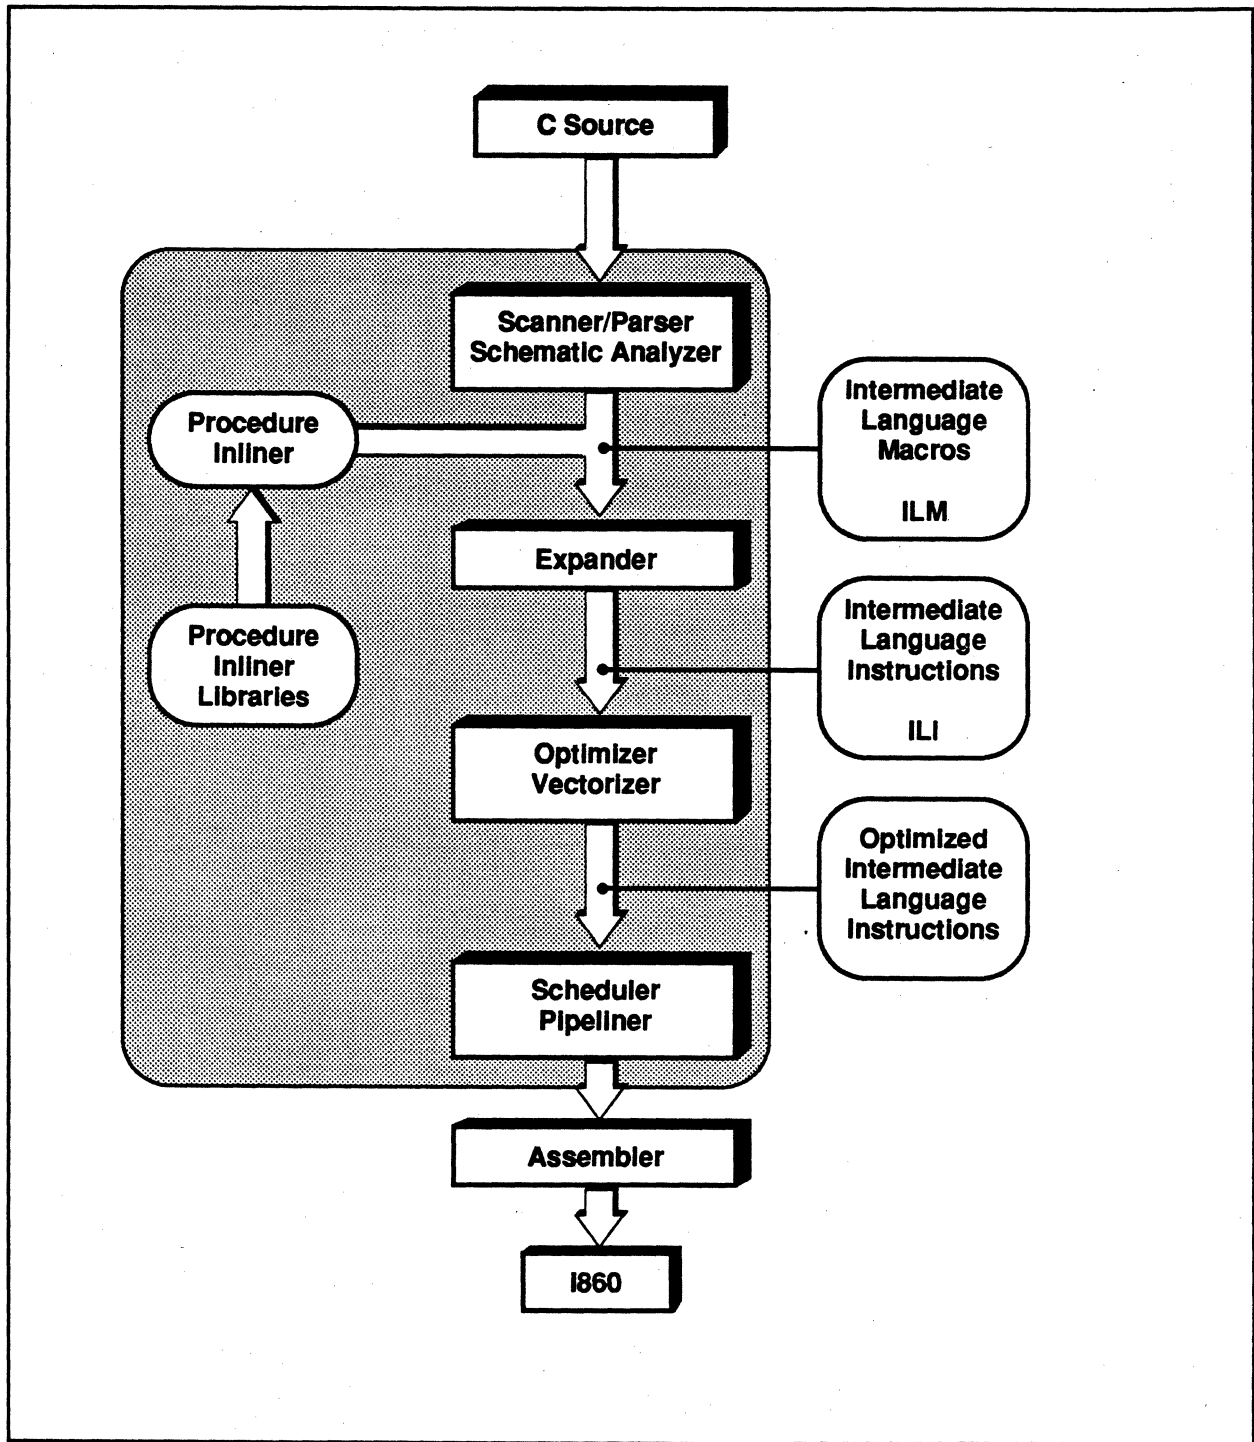 C Source
Scanner/Parser
Schematic Analyzer
Procedure
Inliner
Intermediate
Language
Macros
ILM
Expander
Procedure
Inliner
Libraries
Intermediate
Language
Instructions
ILI
Optimizer
Vectorizer
Optimized
Intermediate
Language
Instructions
Scheduler
Pipeliner
Assembler
i860